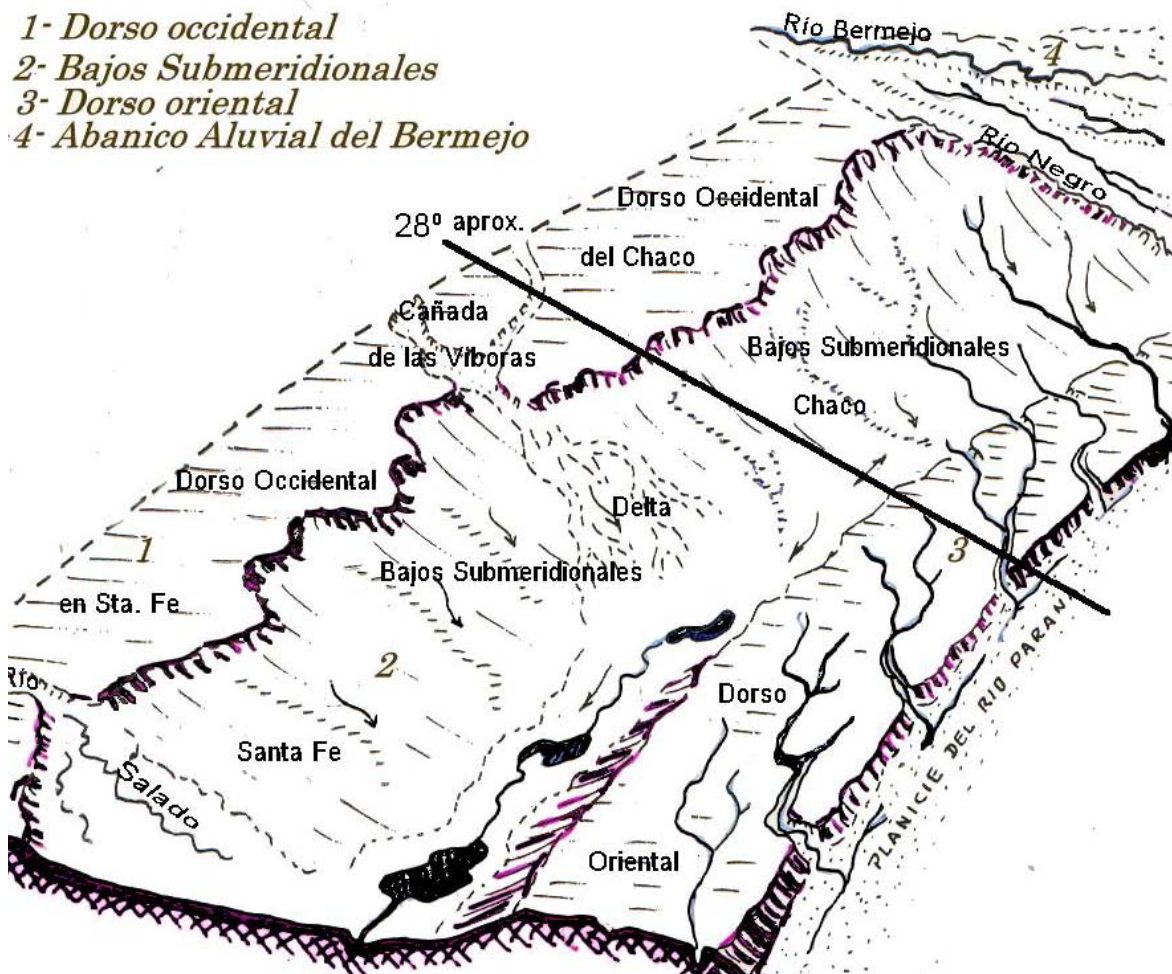 1- Dorso occidental
2- Bajos Submeridionales
3- Dorso oriental
4- Abanico Aluvial del Bermejo
Río Bermejo
4
Río Negro
Dorso Occidental
del Chaco
28º aprox.
Cañada
de las Víboras
Bajos Submeridionales
Chaco
Dorso Occidental
Delta
1
3
Bajos Submeridionales
en Sta. Fe
2
Río
Salado
Santa Fe
Dorso
Oriental
PLANICIE DEL RIO PARANA